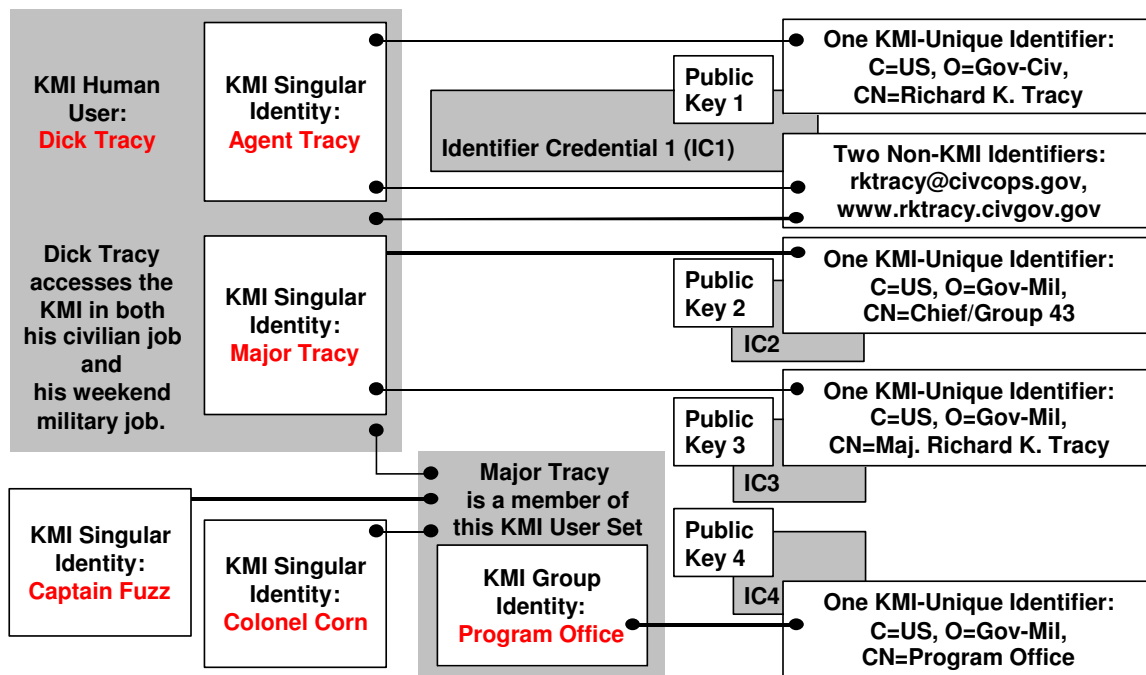 KMI Human
User:
Dick Tracy
KMI Singular
Identity:
Agent Tracy
Public
Key 1
Identifier Credential 1 (IC1)
One KMI-Unique Identifier:
C=US, O=Gov-Civ,
CN=Richard K. Tracy
Two Non-KMI Identifiers:
rktracy@civcops.gov,
www.rktracy.civgov.gov
Dick Tracy
accesses the
KMI in both
his civilian job
and
his weekend
military job.
KMI Singular
Identity:
Major Tracy
Public
Key 2
IC2
One KMI-Unique Identifier:
C=US, O=Gov-Mil,
CN=Chief/Group 43
Public
Key 3
IC3
One KMI-Unique Identifier:
C=US, O=Gov-Mil,
CN=Maj. Richard K. Tracy
KMI Singular
Identity:
Captain Fuzz
KMI Singular
Identity:
Colonel Corn
Major Tracy
is a member of
this KMI User Set
KMI Group
Identity:
Program Office
Public
Key 4
IC4
One KMI-Unique Identifier:
C=US, O=Gov-Mil,
CN=Program Office